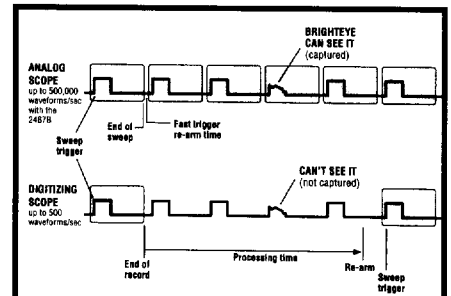 BRIGHTEYE
CAN SEE IT
(captured)
ANALOG
SCOPE
up to 500,000
waveforms/sec
with the
2467B
Sweep
trigger
End of
sweep
Fast trigger
re-arm time
CAN'T SEE IT
(not captured)
DIGITIZING
SCOPE
up to 500
waveforms/sec
End of
record
Processing time
Re-arm
Sweep
trigger